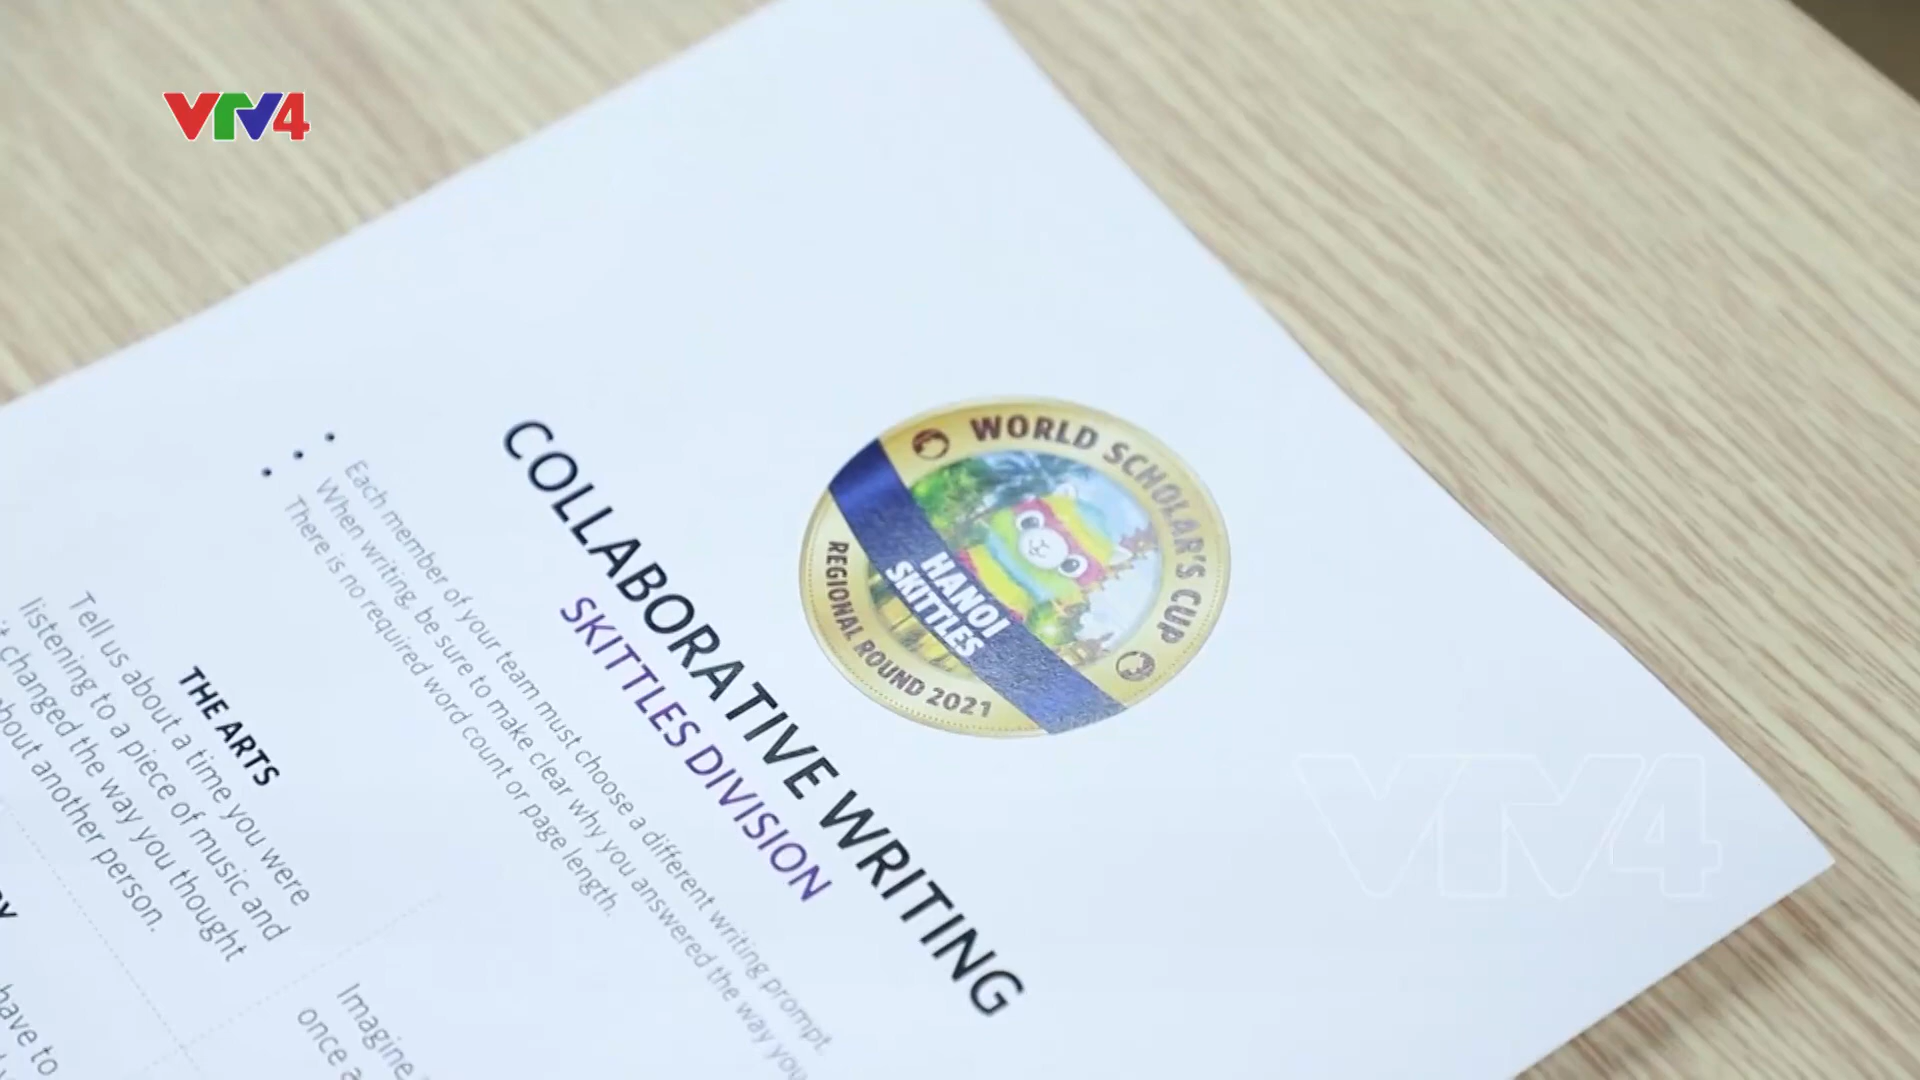 VTV4
WORLD SCHOLAR'S CUP
HANOI
SKITTLES
REGIONAL ROUND 2021
COLLABORATIVE WRITING
SKITTLES DIVISION
• Each member of your team must choose a different writing prompt.
• When writing, be sure to make clear why you answered the way you
• There is no required word count or page length.
THE ARTS
Tell us about a time you were
listening to a piece of music and
it changed the way you thought
about another person.
Imagine
once a
have to
VTV4